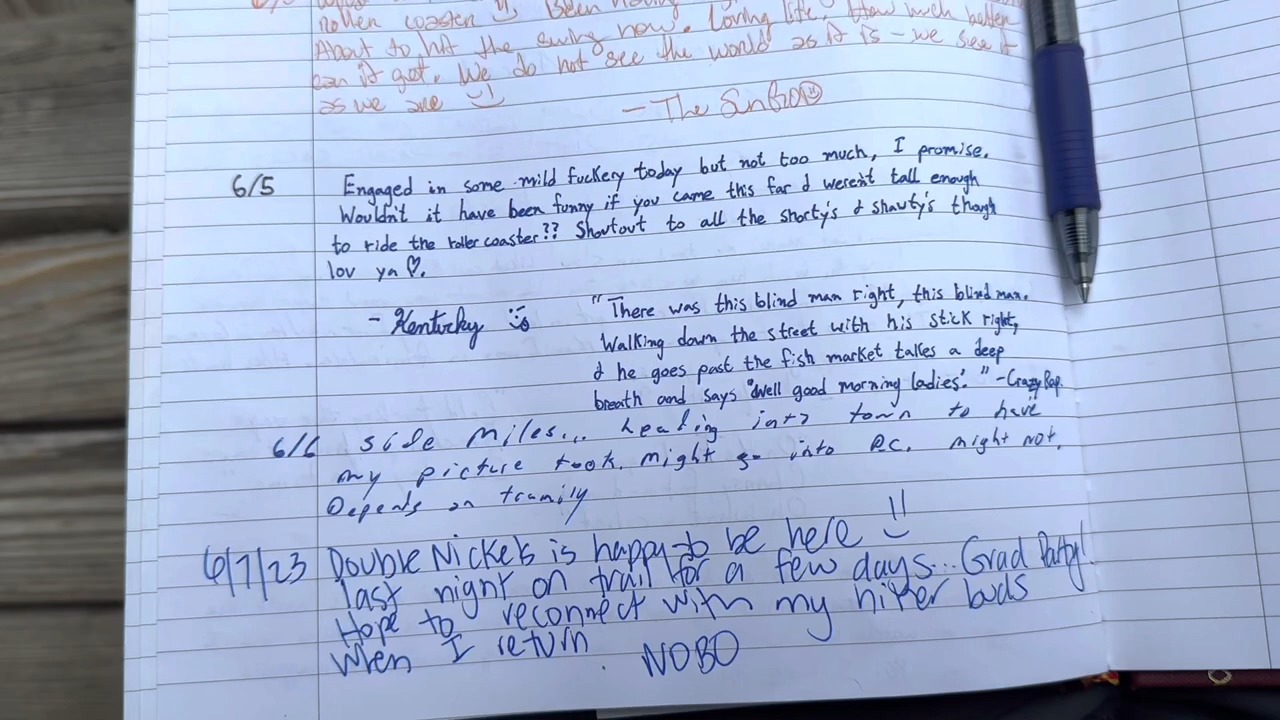 rollen coaster
About to hit the swing now. Loving life. How much better
can it get. We do not see the world as it is - we see it
as we are
- The SunBRO
6/5 Engaged in some mild fuckery today but not too much, I promise.
Wouldn't it have been funny if you came this far & weren't tall enough
to ride the roller coaster?? Shoutout to all the shorty's & shawty's though
lov ya ♡.
- Kentucky
"There was this blind man right, this blind man.
Walking down the street with his stick right,
& he goes past the fish market takes a deep
breath and says "well good morning ladies'." - Crazy Rap
6/6 side miles... heading into town to have
my picture took. might go into D.C. might not.
Depends on tramily
6/7/23 Double Nickels is happy to be here
last night on trail for a few days... Grad Party!
Hope to reconnect with my hiker buds
when I return
NOBO